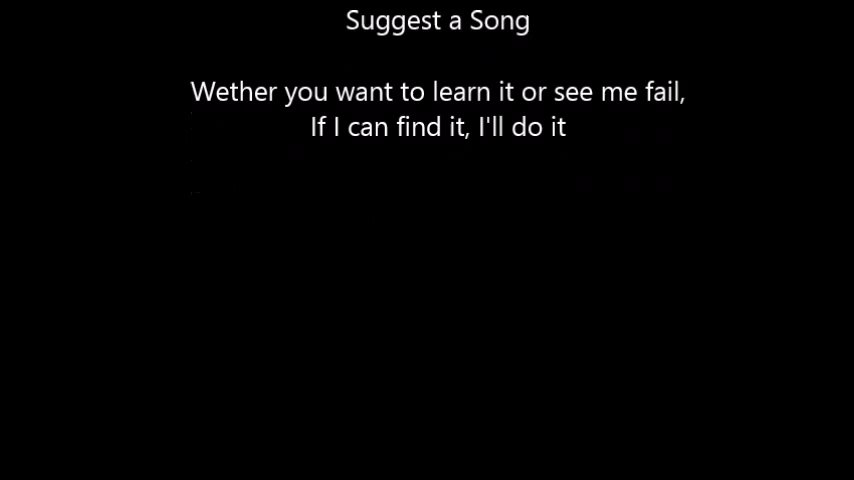 Suggest a Song
Wether you want to learn it or see me fail,
If I can find it, I'll do it